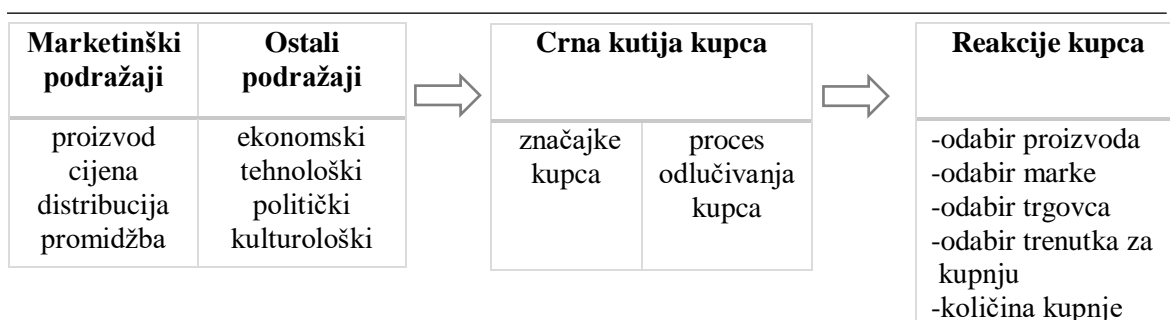 Marketinški
podražaji
Ostali
podražaji
Crna kutija kupca
Reakcije kupca
proizvod
cijena
distribucija
promidžba
ekonomski
tehnološki
politički
kulturološki
značajke
kupca
proces
odlučivanja
kupca
-odabir proizvoda
-odabir marke
-odabir trgovca
-odabir trenutka za
kupnju
-količina kupnje